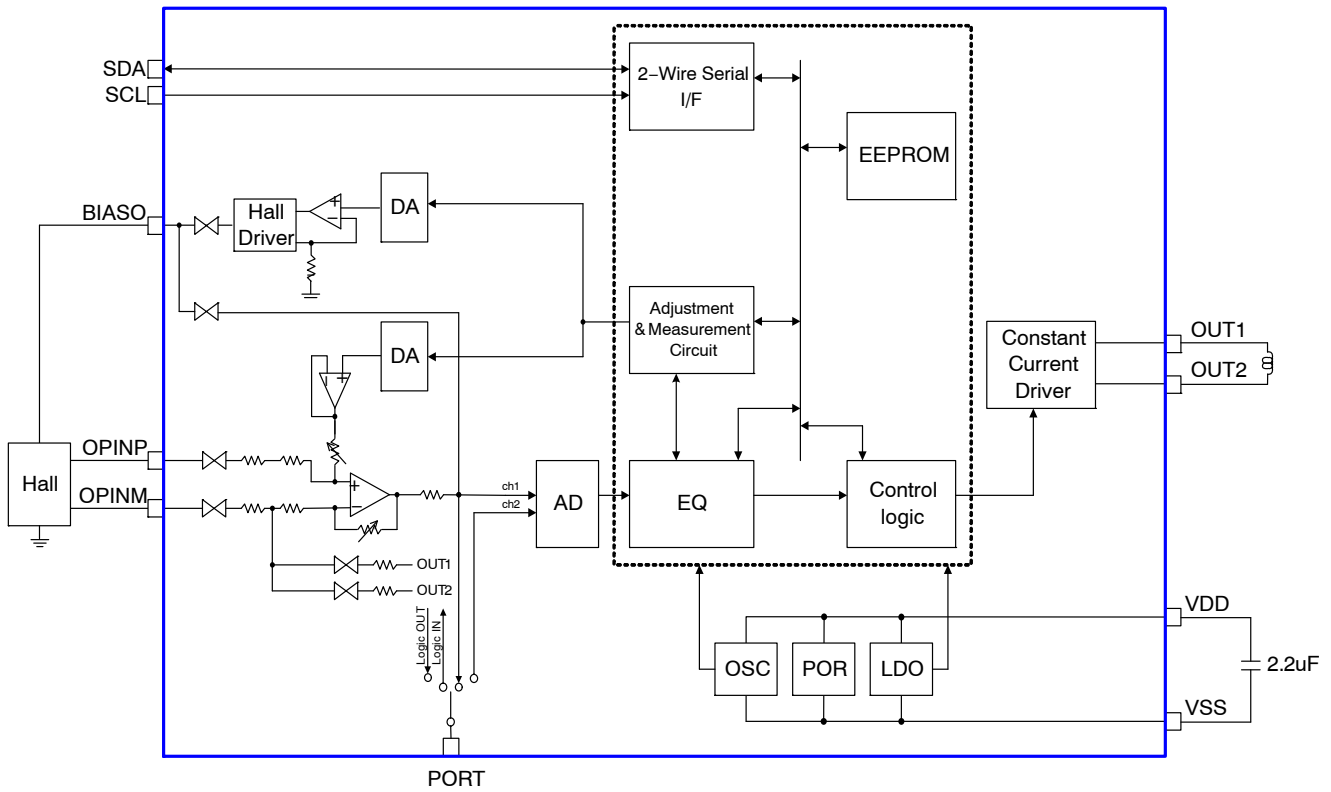 SDA
SCL
2−Wire Serial
I/F
EEPROM
BIASO
Hall
Driver
+
−
DA
Adjustment
& Measurement
Circuit
DA
−
+
Constant
Current
Driver
OUT1
OUT2
Hall
OPINP
OPINM
+
−
ch1
ch2
AD
EQ
Control
logic
OUT1
OUT2
Logic OUT
Logic IN
OSC
POR
LDO
VDD
2.2uF
VSS
PORT